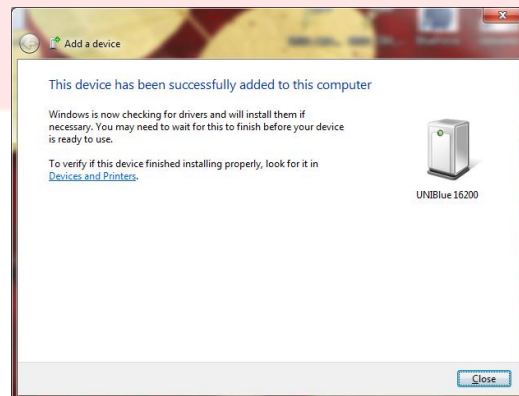 Add a device
This device has been successfully added to this computer
Windows is now checking for drivers and will install them if
necessary. You may need to wait for this to finish before your device
is ready to use.
To verify if this device finished installing properly, look for it in
Devices and Printers.
UNIBlue 16200
Close